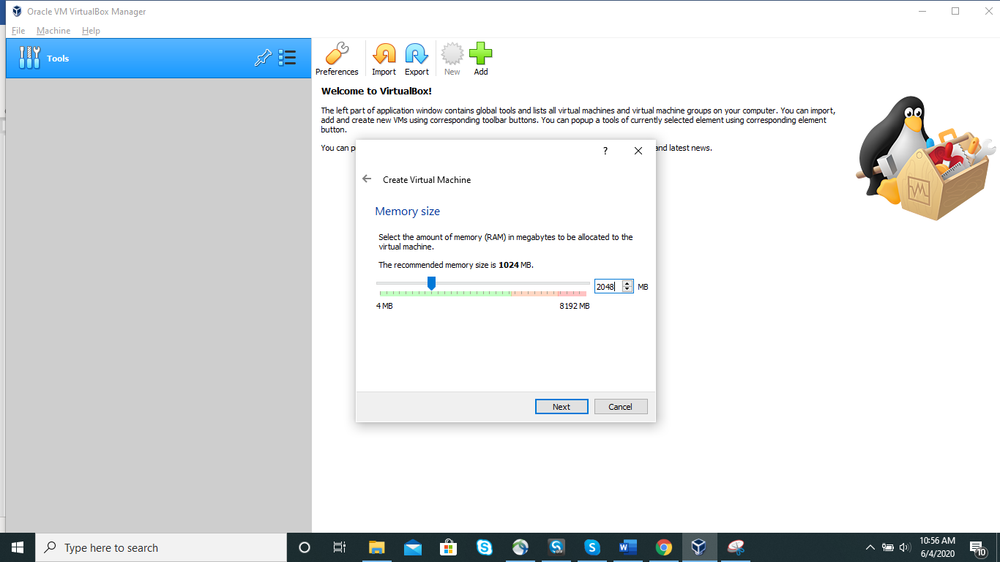 Oracle VM VirtualBox Manager
File Machine Help
Tools
Preferences Import Export New Add
Welcome to VirtualBox!
The left part of application window contains global tools and lists all virtual machines and virtual machine groups on your computer. You can import,
add and create new VMs using corresponding toolbar buttons. You can popup a tools of currently selected element using corresponding element
button.
You can p and latest news.
?
Create Virtual Machine
Memory size
Select the amount of memory (RAM) in megabytes to be allocated to the
virtual machine.
The recommended memory size is 1024 MB.
2048 MB
4 MB 8192 MB
Next Cancel
Type here to search
10:56 AM
6/4/2020
10